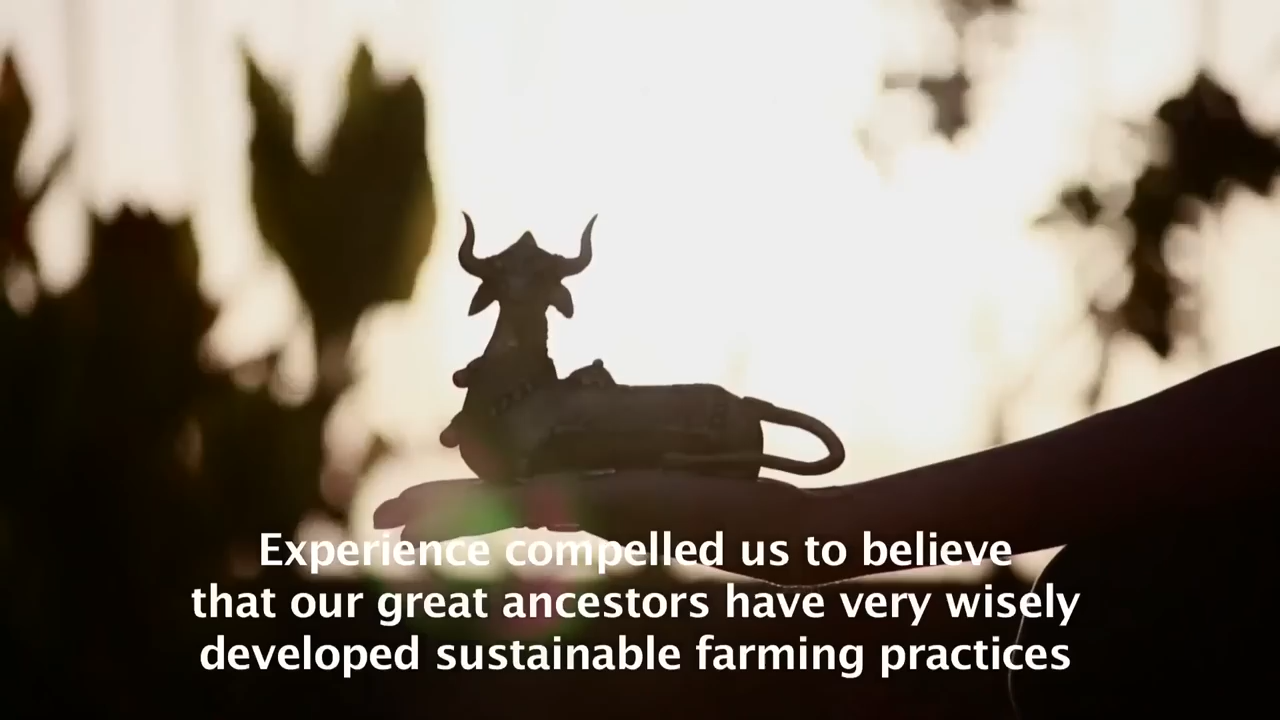 Experience compelled us to believe
that our great ancestors have very wisely
developed sustainable farming practices